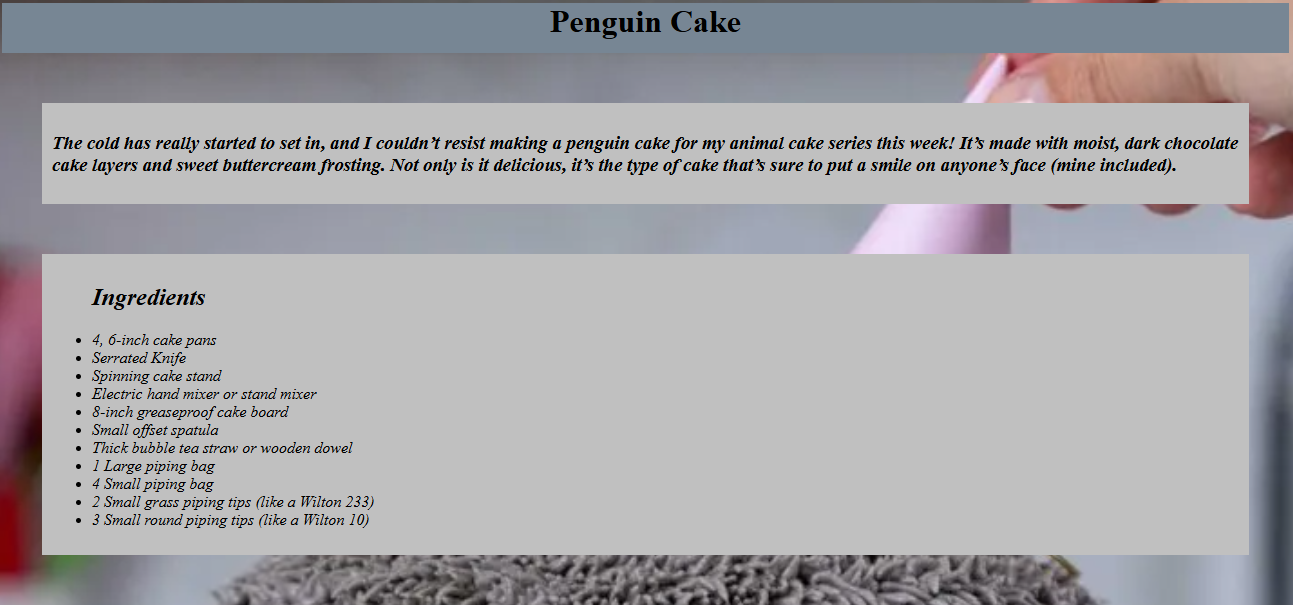 Penguin Cake
The cold has really started to set in, and I couldn’t resist making a penguin cake for my animal cake series this week! It’s made with moist, dark chocolate
cake layers and sweet buttercream frosting. Not only is it delicious, it’s the type of cake that’s sure to put a smile on anyone’s face (mine included).
Ingredients
4, 6-inch cake pans
Serrated Knife
Spinning cake stand
Electric hand mixer or stand mixer
8-inch greaseproof cake board
Small offset spatula
Thick bubble tea straw or wooden dowel
1 Large piping bag
4 Small piping bag
2 Small grass piping tips (like a Wilton 233)
3 Small round piping tips (like a Wilton 10)